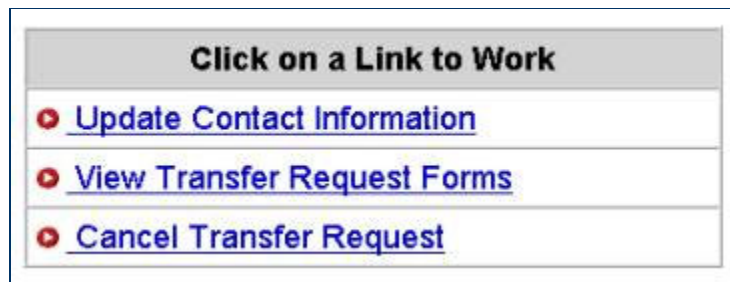 Click on a Link to Work
Update Contact Information
View Transfer Request Forms
Cancel Transfer Request